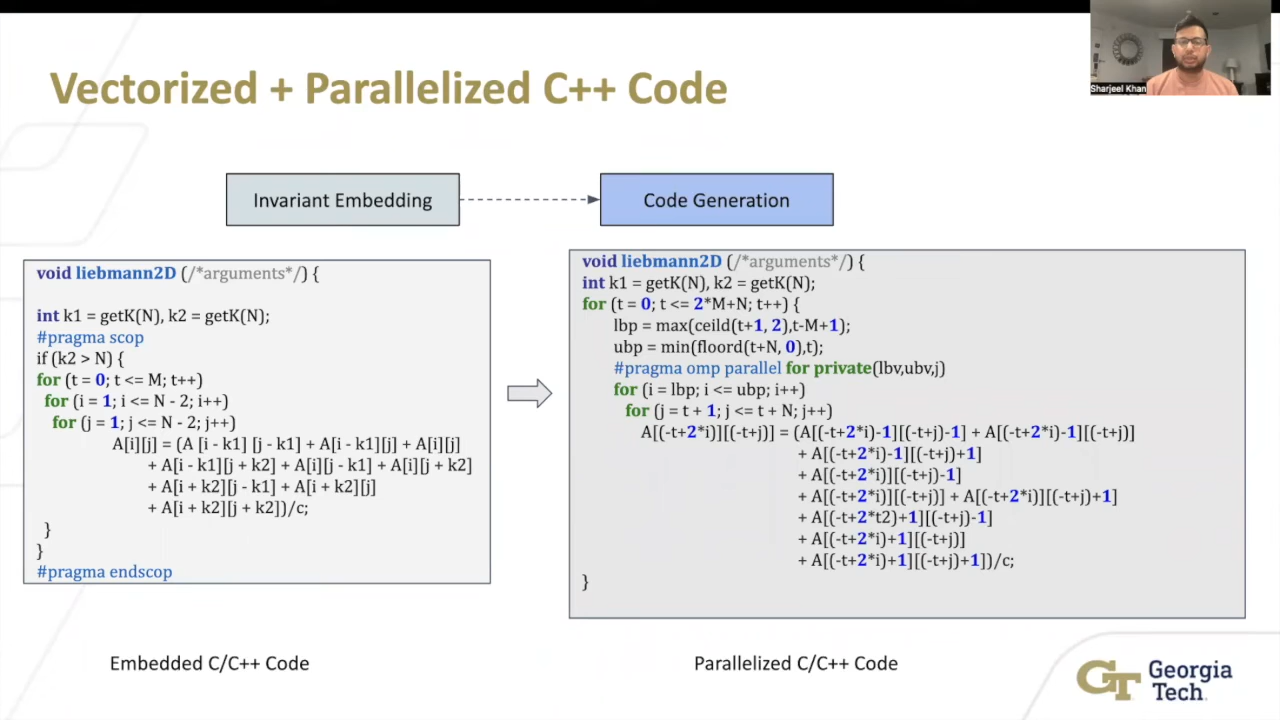 Sharjeel Khan
Vectorized + Parallelized C++ Code
Invariant Embedding
Code Generation
void liebmann2D (/*arguments*/) {
int k1 = getK(N), k2 = getK(N);
#pragma scop
if (k2 > N) {
for (t = 0; t <= M; t++)
for (i = 1; i <= N - 2; i++)
for (j = 1; j <= N - 2; j++)
A[i][j] = (A [i - k1] [j - k1] + A[i - k1][j] + A[i][j]
+ A[i - k1][j + k2] + A[i][j - k1] + A[i][j + k2]
+ A[i + k2][j - k1] + A[i + k2][j]
+ A[i + k2][j + k2])/c;
}
}
#pragma endscop
Embedded C/C++ Code
void liebmann2D (/*arguments*/) {
int k1 = getK(N), k2 = getK(N);
for (t = 0; t <= 2*M+N; t++) {
lbp = max(ceild(t+1, 2),t-M+1);
ubp = min(floord(t+N, 0),t);
#pragma omp parallel for private(lbv,ubv,j)
for (i = lbp; i <= ubp; i++)
for (j = t + 1; j <= t + N; j++)
A[(-t+2*i)][(-t+j)] = (A[(-t+2*i)-1][(-t+j)-1] + A[(-t+2*i)-1][(-t+j)]
+ A[(-t+2*i)-1][(-t+j)+1]
+ A[(-t+2*i)][(-t+j)-1]
+ A[(-t+2*i)][(-t+j)] + A[(-t+2*i)][(-t+j)+1]
+ A[(-t+2*t2)+1][(-t+j)-1]
+ A[(-t+2*i)+1][(-t+j)]
+ A[(-t+2*i)+1][(-t+j)+1])/c;
}
Parallelized C/C++ Code
GT Georgia
Tech